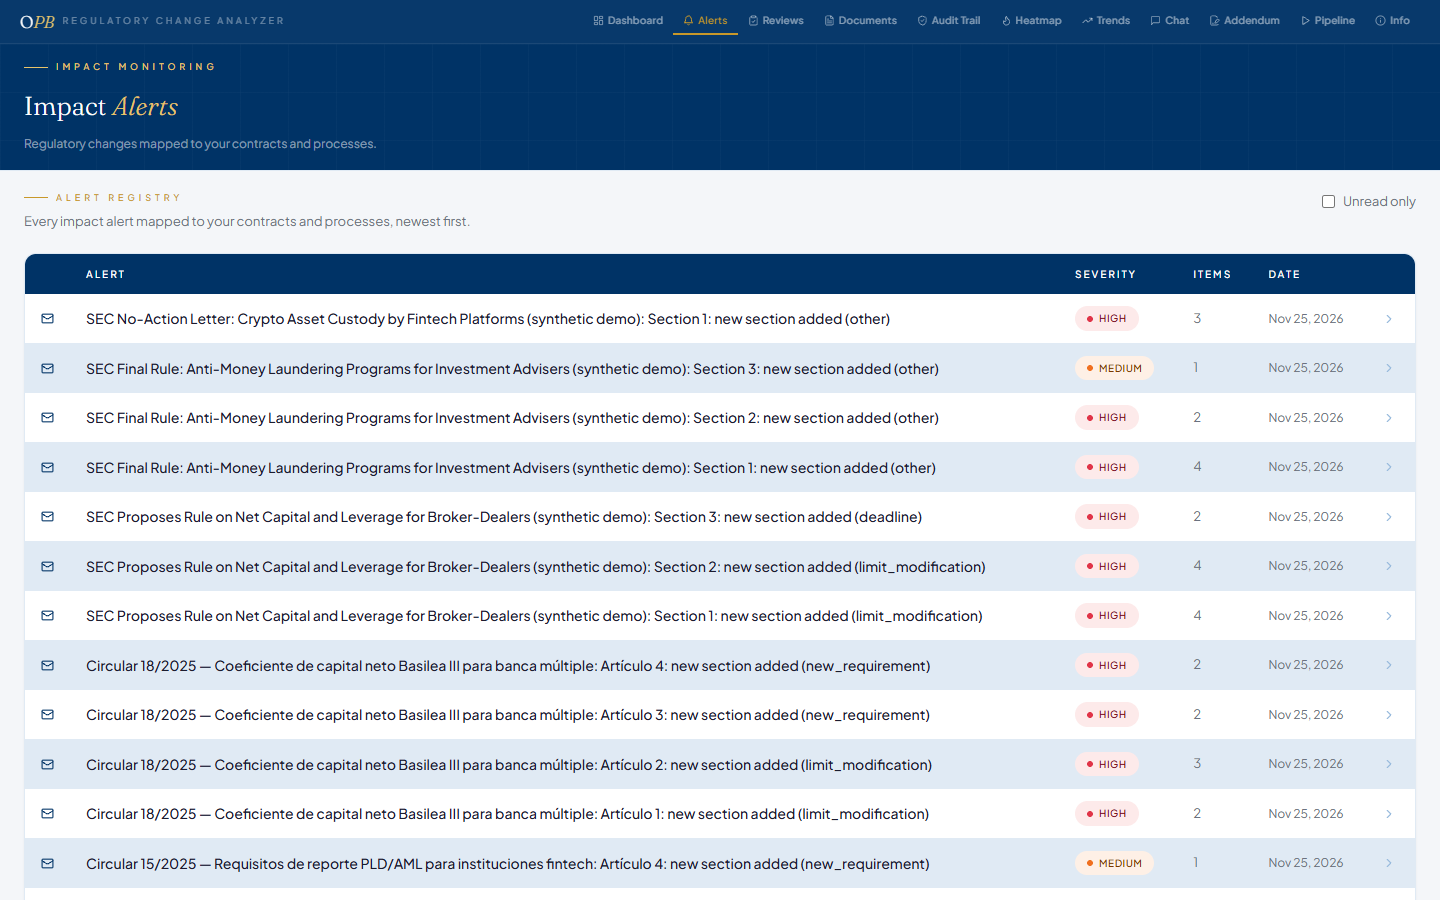 OPB REGULATORY CHANGE ANALYZER
Dashboard Alerts Reviews Documents Audit Trail Heatmap Trends Chat Addendum Pipeline Info
IMPACT MONITORING
Impact Alerts
Regulatory changes mapped to your contracts and processes.
ALERT REGISTRY
Every impact alert mapped to your contracts and processes, newest first.
Unread only
ALERT SEVERITY ITEMS DATE
SEC No-Action Letter: Crypto Asset Custody by Fintech Platforms (synthetic demo): Section 1: new section added (other) HIGH 3 Nov 25, 2026
SEC Final Rule: Anti-Money Laundering Programs for Investment Advisers (synthetic demo): Section 3: new section added (other) MEDIUM 1 Nov 25, 2026
SEC Final Rule: Anti-Money Laundering Programs for Investment Advisers (synthetic demo): Section 2: new section added (other) HIGH 2 Nov 25, 2026
SEC Final Rule: Anti-Money Laundering Programs for Investment Advisers (synthetic demo): Section 1: new section added (other) HIGH 4 Nov 25, 2026
SEC Proposes Rule on Net Capital and Leverage for Broker-Dealers (synthetic demo): Section 3: new section added (deadline) HIGH 2 Nov 25, 2026
SEC Proposes Rule on Net Capital and Leverage for Broker-Dealers (synthetic demo): Section 2: new section added (limit_modification) HIGH 4 Nov 25, 2026
SEC Proposes Rule on Net Capital and Leverage for Broker-Dealers (synthetic demo): Section 1: new section added (limit_modification) HIGH 4 Nov 25, 2026
Circular 18/2025 — Coeficiente de capital neto Basilea III para banca múltiple: Artículo 4: new section added (new_requirement) HIGH 2 Nov 25, 2026
Circular 18/2025 — Coeficiente de capital neto Basilea III para banca múltiple: Artículo 3: new section added (new_requirement) HIGH 2 Nov 25, 2026
Circular 18/2025 — Coeficiente de capital neto Basilea III para banca múltiple: Artículo 2: new section added (limit_modification) HIGH 3 Nov 25, 2026
Circular 18/2025 — Coeficiente de capital neto Basilea III para banca múltiple: Artículo 1: new section added (limit_modification) HIGH 2 Nov 25, 2026
Circular 15/2025 — Requisitos de reporte PLD/AML para instituciones fintech: Artículo 4: new section added (new_requirement) MEDIUM 1 Nov 25, 2026